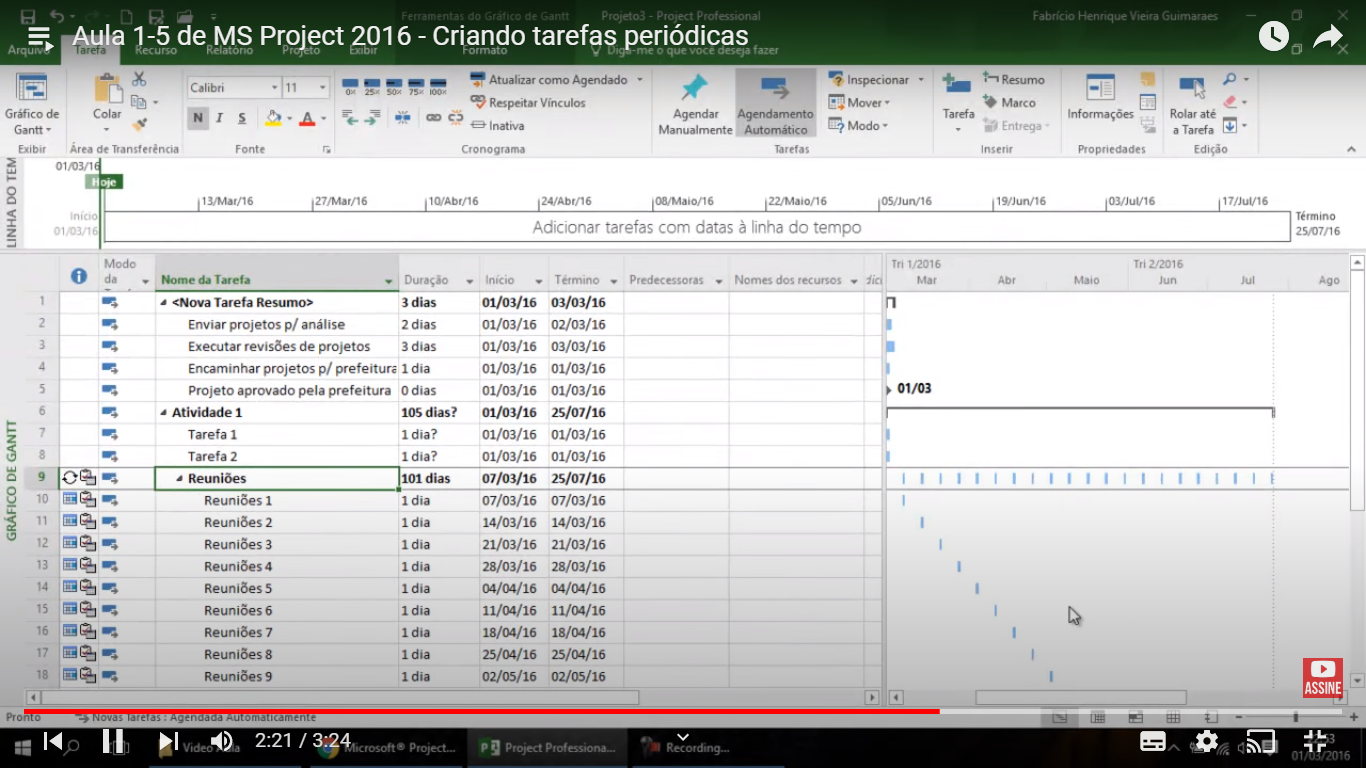 Ferramentas do Gráfico de Gantt Projeto3 - Project Professional Fabrício Henrique Vieira Guimaraes
Aula 1-5 de MS Project 2016 - Criando tarefas periódicas
Arquivo Tarefa Recurso Relatório Projeto Exibir Formato Diga-me o que você deseja fazer
Gráfico de Gantt
Exibir
Colar
Área de Transferência
Calibri 11
N I S
Fonte
0% 25% 50% 75% 100%
Atualizar como Agendado
Respeitar Vínculos
Inativa
Cronograma
Agendar Manualmente
Agendamento Automático
Inspecionar
Mover
Modo
Tarefas
Tarefa
Resumo
Marco
Entrega
Inserir
Informações
Propriedades
Rolar até a Tarefa
Edição
LINHA DO TEM
01/03/16
Hoje
13/Mar/16 27/Mar/16 10/Abr/16 24/Abr/16 08/Maio/16 22/Maio/16 05/Jun/16 19/Jun/16 03/Jul/16 17/Jul/16
Início
01/03/16
Adicionar tarefas com datas à linha do tempo
Término
25/07/16
GRÁFICO DE GANTT
Modo da Nome da Tarefa Duração Início Término Predecessoras Nomes dos recursos
Tri 1/2016 Tri 2/2016
Mar Abr Maio Jun Jul Ago
1 <Nova Tarefa Resumo> 3 dias 01/03/16 03/03/16
2 Enviar projetos p/ análise 2 dias 01/03/16 02/03/16
3 Executar revisões de projetos 3 dias 01/03/16 03/03/16
4 Encaminhar projetos p/ prefeitura 1 dia 01/03/16 01/03/16
5 Projeto aprovado pela prefeitura 0 dias 01/03/16 01/03/16 01/03
6 Atividade 1 105 dias? 01/03/16 25/07/16
7 Tarefa 1 1 dia? 01/03/16 01/03/16
8 Tarefa 2 1 dia? 01/03/16 01/03/16
9 Reuniões 101 dias 07/03/16 25/07/16
10 Reuniões 1 1 dia 07/03/16 07/03/16
11 Reuniões 2 1 dia 14/03/16 14/03/16
12 Reuniões 3 1 dia 21/03/16 21/03/16
13 Reuniões 4 1 dia 28/03/16 28/03/16
14 Reuniões 5 1 dia 04/04/16 04/04/16
15 Reuniões 6 1 dia 11/04/16 11/04/16
16 Reuniões 7 1 dia 18/04/16 18/04/16
17 Reuniões 8 1 dia 25/04/16 25/04/16
18 Reuniões 9 1 dia 02/05/16 02/05/16
ASSINE
Pronto Novas Tarefas : Agendada Automaticamente
2:21 / 3:24
Microsoft® Project... Project Professiona... Recording...
01/03/2016